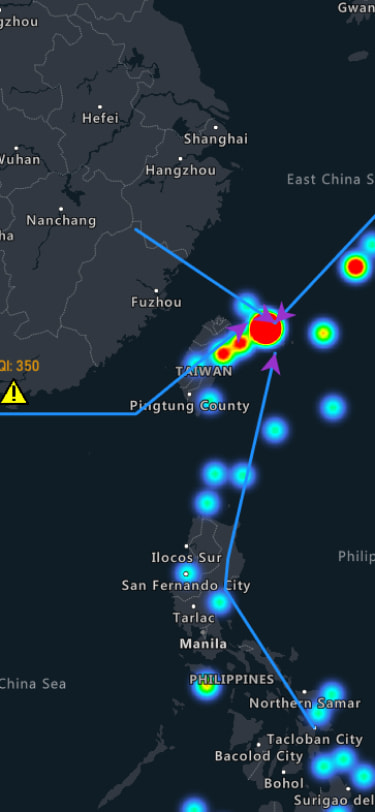 Gwan
gzhou
Hefei
Shanghai
Wuhan
Hangzhou
East China S
Nanchang
ha
Fuzhou
QI: 350
TAIWAN
Pingtung County
Ilocos Sur
Philip
San Fernando City
Tarlac
Manila
PHILIPPINES
China Sea
Northern Samar
Tacloban City
Bacolod City
Bohol
Surigao del